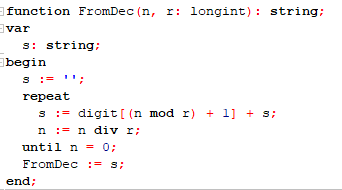 function FromDec(n, r: longint): string;
var
  s: string;
begin
  s := '';
  repeat
    s := digit[(n mod r) + 1] + s;
    n := n div r;
  until n = 0;
  FromDec := s;
end;